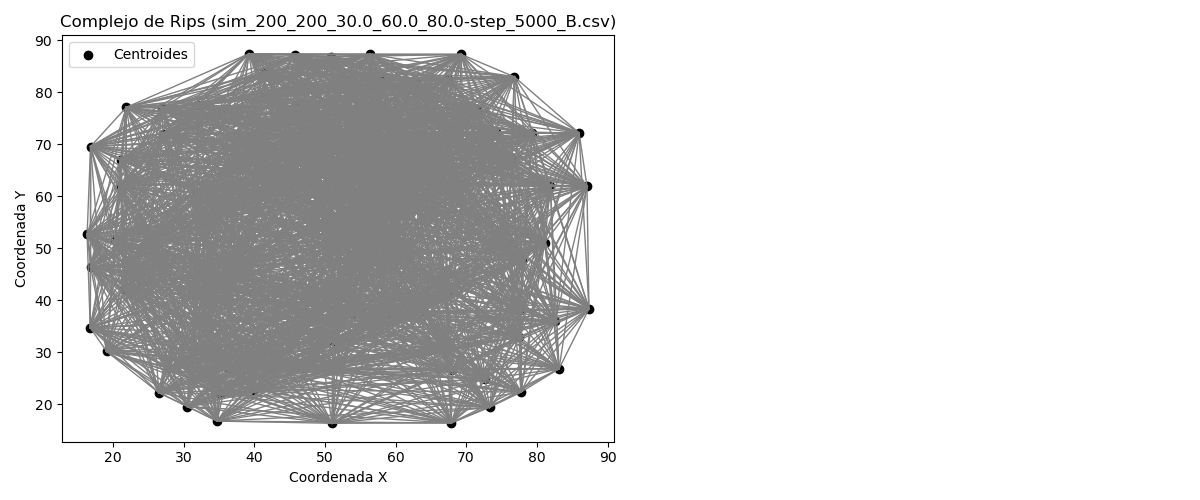 Complejo de Rips (sim_200_200_30.0_60.0_80.0-step_5000_B.csv)
Centroides
90
80
70
60
50
40
30
20
Coordenada Y
20 30 40 50 60 70 80 90
Coordenada X